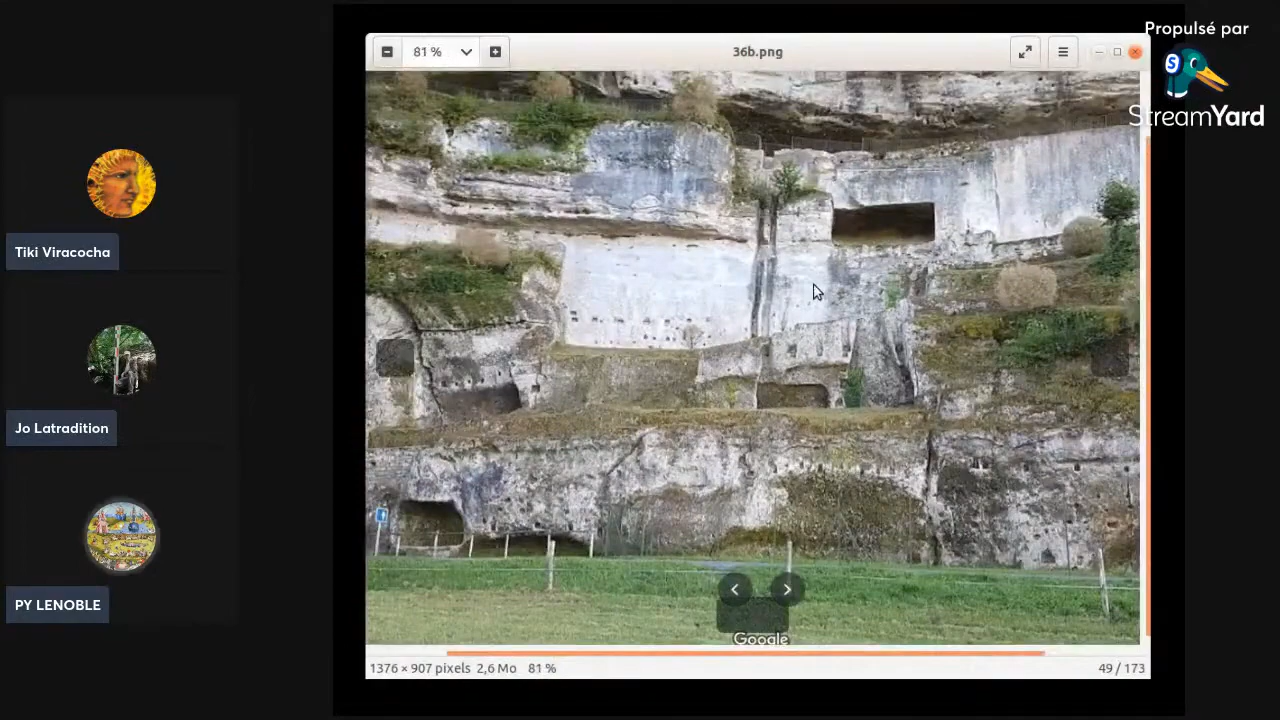 Propulsé par
StreamYard
81 %
36b.png
Tiki Viracocha
Jo Latradition
PY LENOBLE
Google
1376 × 907 pixels 2,6 Mo 81 %
49 / 173